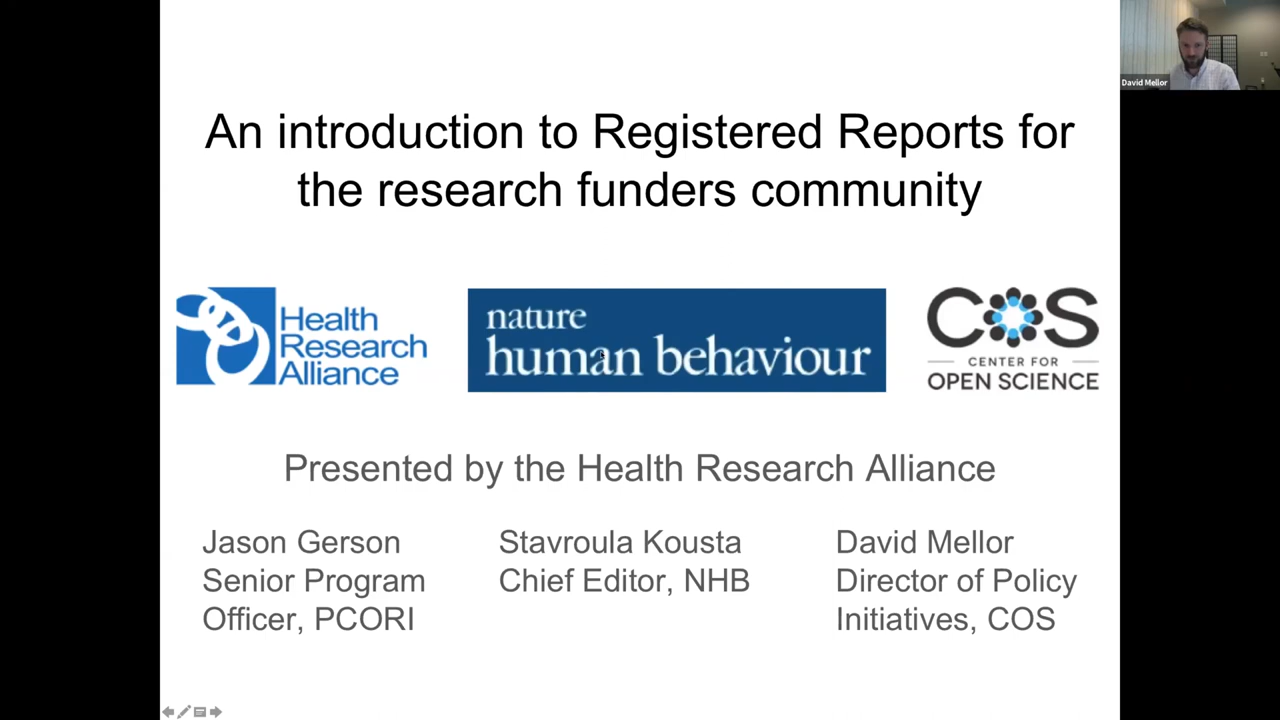 David Mellor
An introduction to Registered Reports for
the research funders community
Health
Research
Alliance
nature
human behaviour
COS
CENTER FOR
OPEN SCIENCE
Presented by the Health Research Alliance
Jason Gerson
Senior Program
Officer, PCORI
Stavroula Kousta
Chief Editor, NHB
David Mellor
Director of Policy
Initiatives, COS